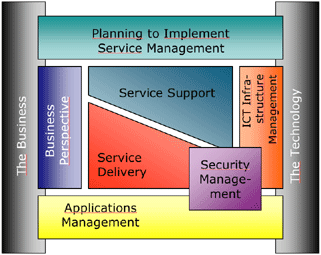 Planning to Implement
Service Management
The Business
Business
Perspective
Service Support
Service
Delivery
ICT Infra-
structure
Management
The Technology
Security
Manage-
ment
Applications
Management